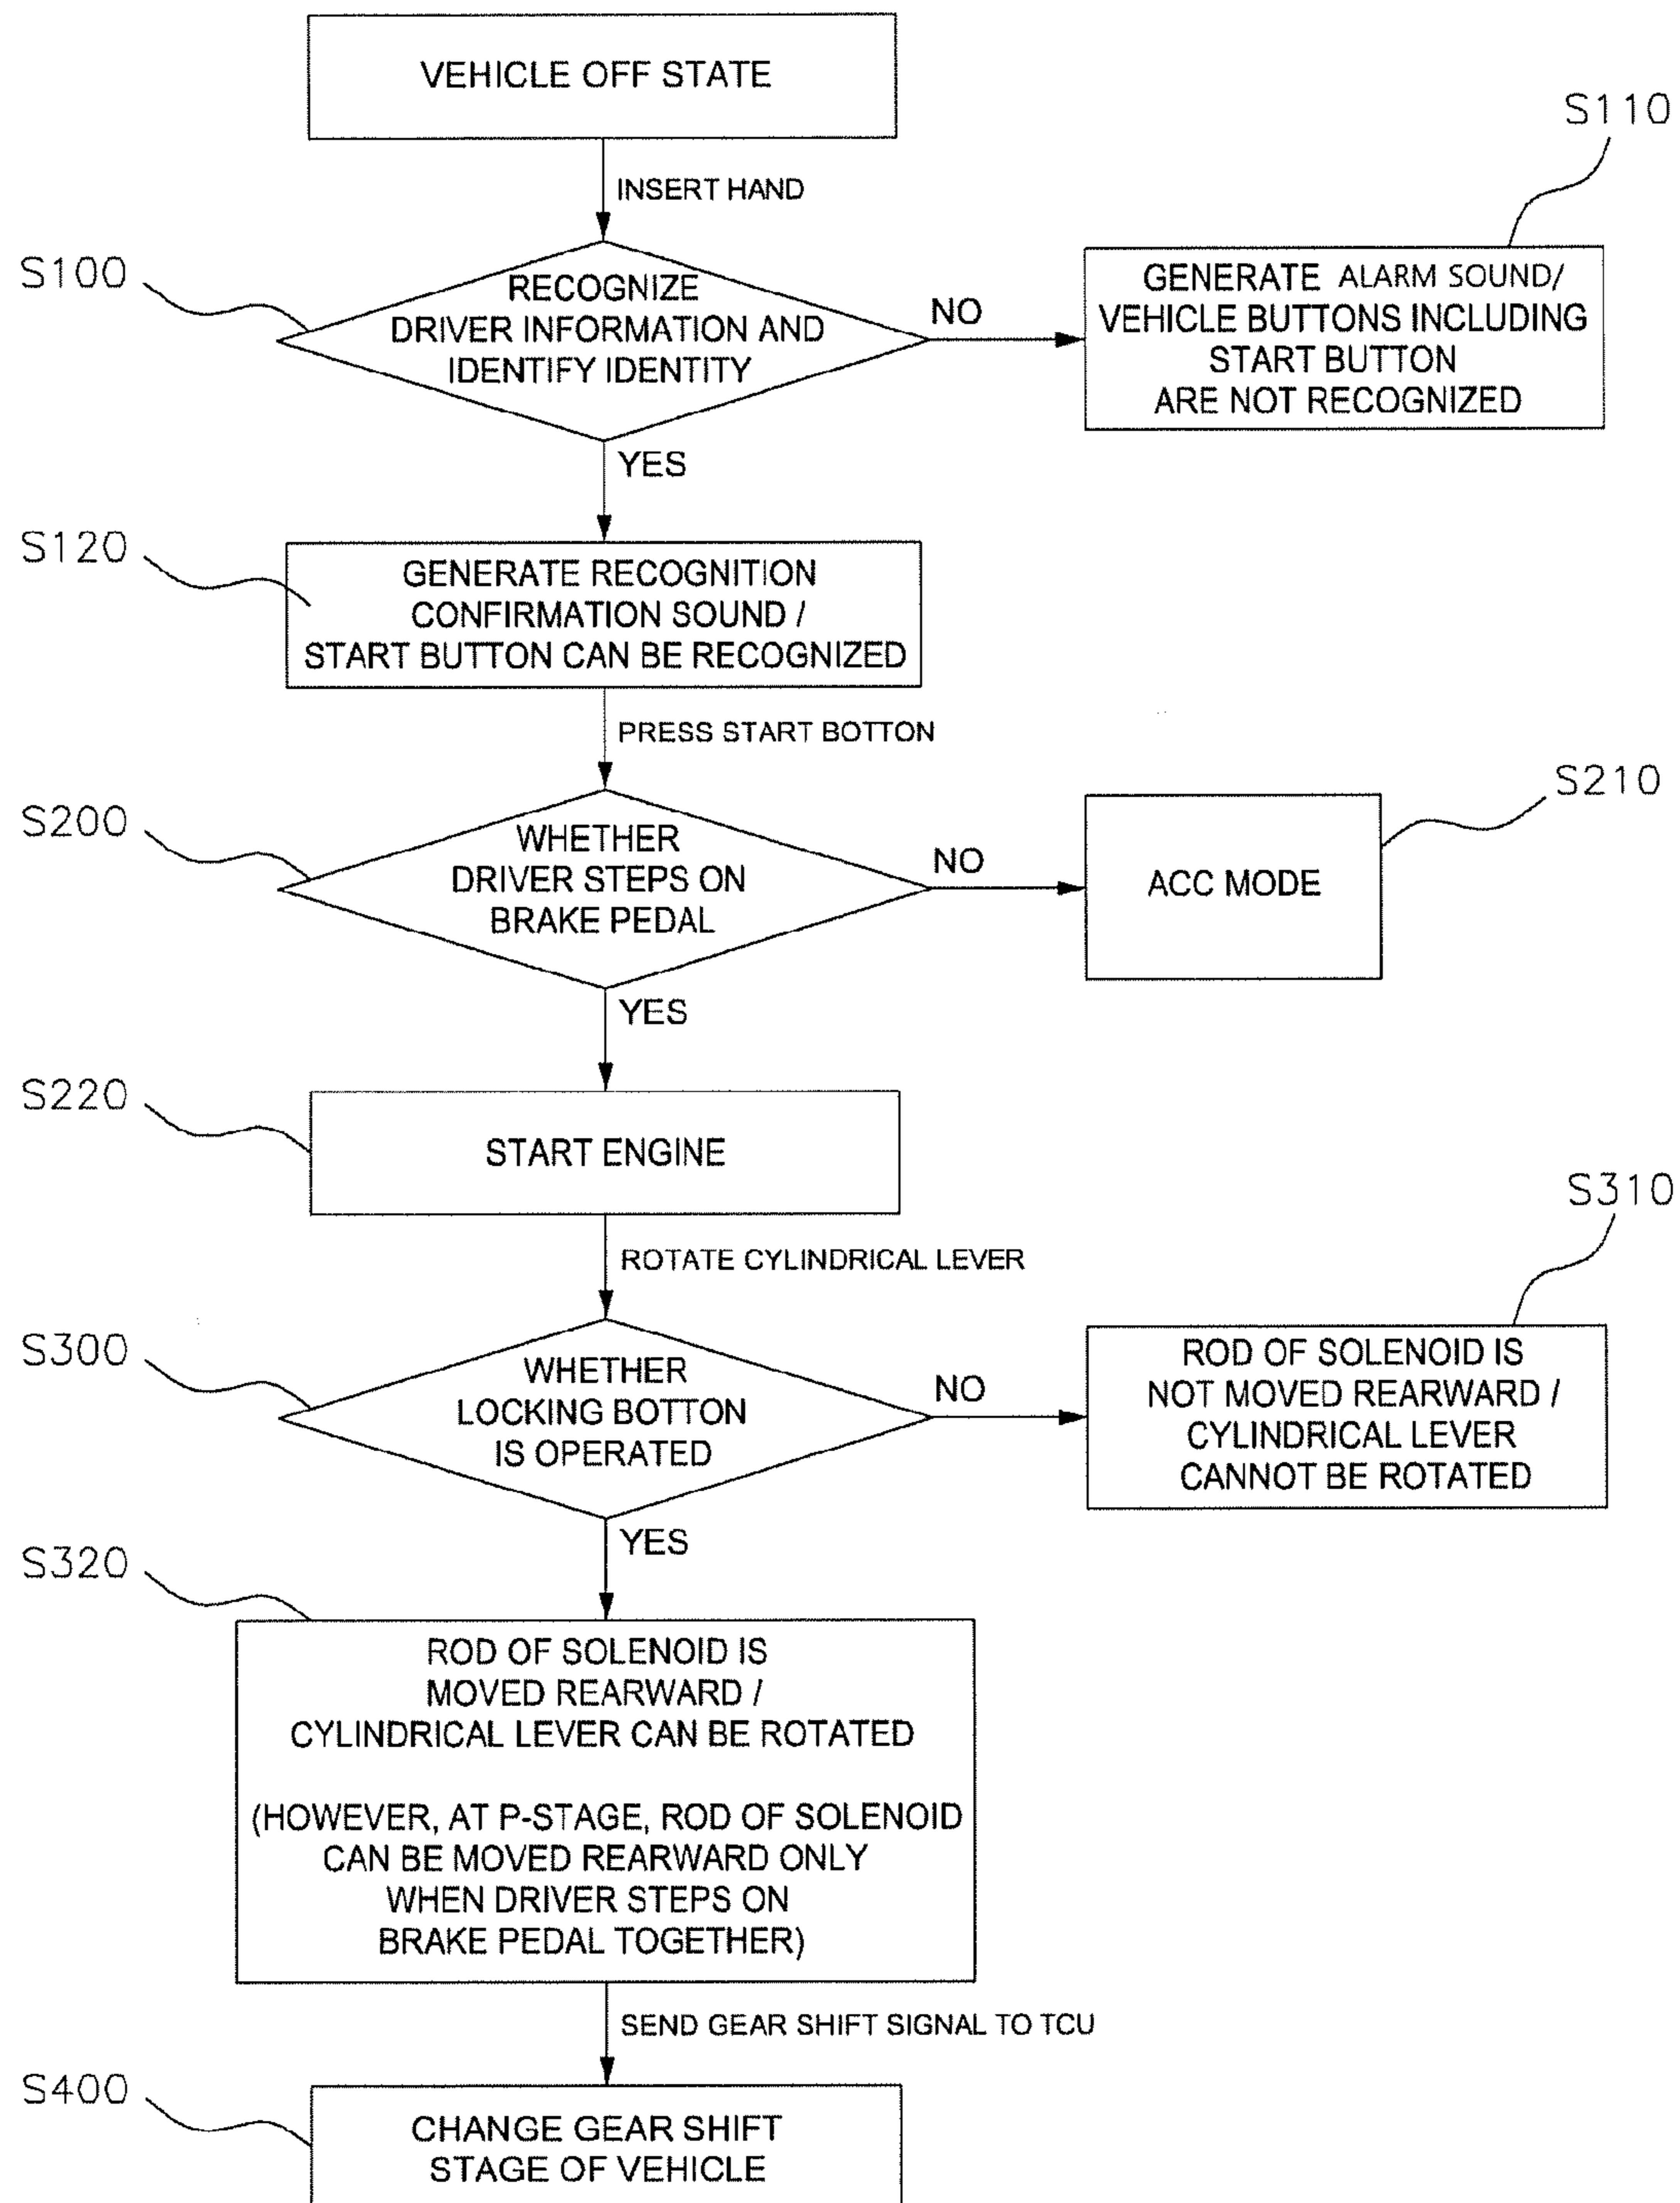 VEHICLE OFF STATE
S110
INSERT HAND
S100
RECOGNIZE
DRIVER INFORMATION AND
IDENTIFY IDENTITY
NO
GENERATE ALARM SOUND/
VEHICLE BUTTONS INCLUDING
START BUTTON
ARE NOT RECOGNIZED
YES
S120
GENERATE RECOGNITION
CONFIRMATION SOUND /
START BUTTON CAN BE RECOGNIZED
PRESS START BOTTON
S210
S200
WHETHER
DRIVER STEPS ON
BRAKE PEDAL
NO
ACC MODE
YES
S220
START ENGINE
S310
ROTATE CYLINDRICAL LEVER
S300
WHETHER
LOCKING BOTTON
IS OPERATED
NO
ROD OF SOLENOID IS
NOT MOVED REARWARD /
CYLINDRICAL LEVER
CANNOT BE ROTATED
YES
S320
ROD OF SOLENOID IS
MOVED REARWARD /
CYLINDRICAL LEVER CAN BE ROTATED
(HOWEVER, AT P-STAGE, ROD OF SOLENOID
CAN BE MOVED REARWARD ONLY
WHEN DRIVER STEPS ON
BRAKE PEDAL TOGETHER)
SEND GEAR SHIFT SIGNAL TO TCU
S400
CHANGE GEAR SHIFT
STAGE OF VEHICLE